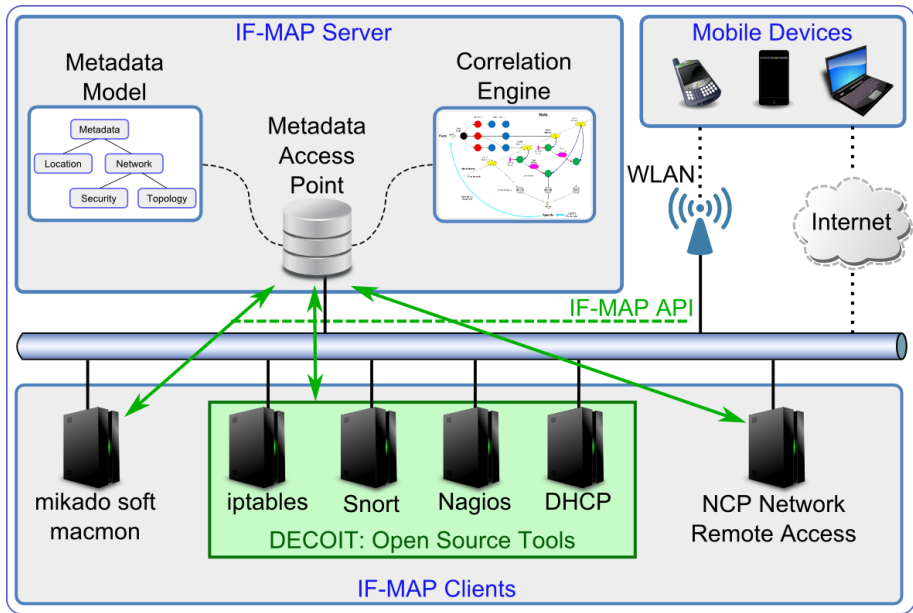 IF-MAP Server
Metadata
Model
Metadata
Location
Network
Security
Topology
Metadata
Access
Point
Correlation
Engine
Mobile Devices
WLAN
Internet
IF-MAP API
mikado soft
macmon
iptables
Snort
Nagios
DHCP
DECOIT: Open Source Tools
NCP Network
Remote Access
IF-MAP Clients